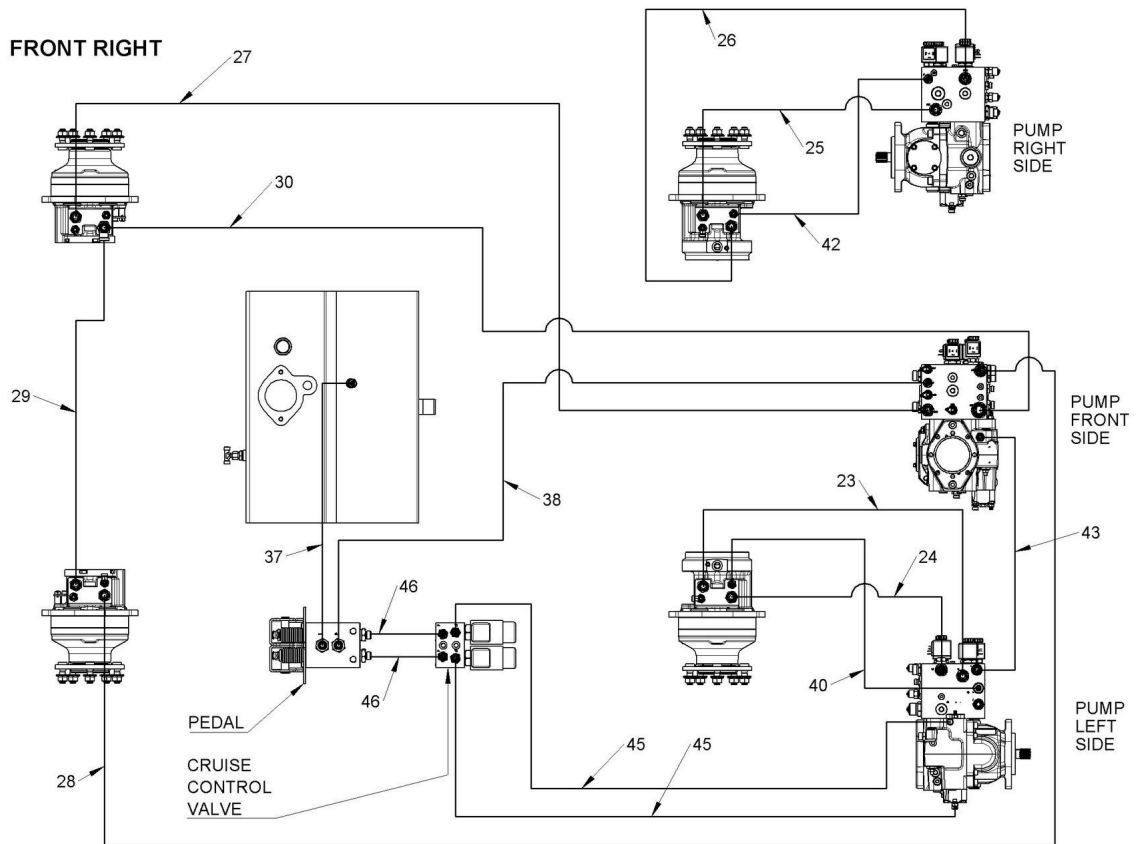 FRONT RIGHT
26
27
25
PUMP
RIGHT
SIDE
30
42
29
PUMP
FRONT
SIDE
38
23
37
43
24
46
46
40
PEDAL
PUMP
LEFT
SIDE
45
45
CRUISE
CONTROL
VALVE
28